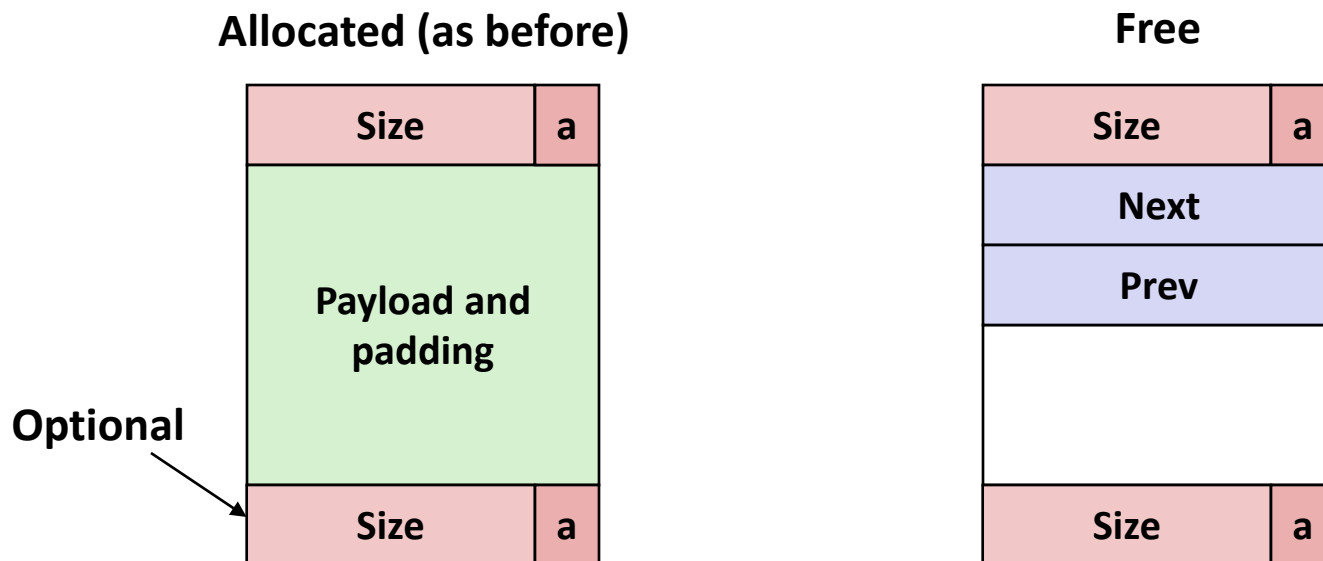 Allocated (as before)
Free
Size a
Size a
Next
Prev
Payload and
padding
Optional
Size a
Size a